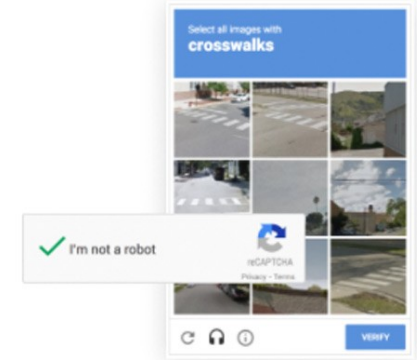 Select all images with
crosswalks
I'm not a robot
reCAPTCHA
Privacy - Terms
VERIFY